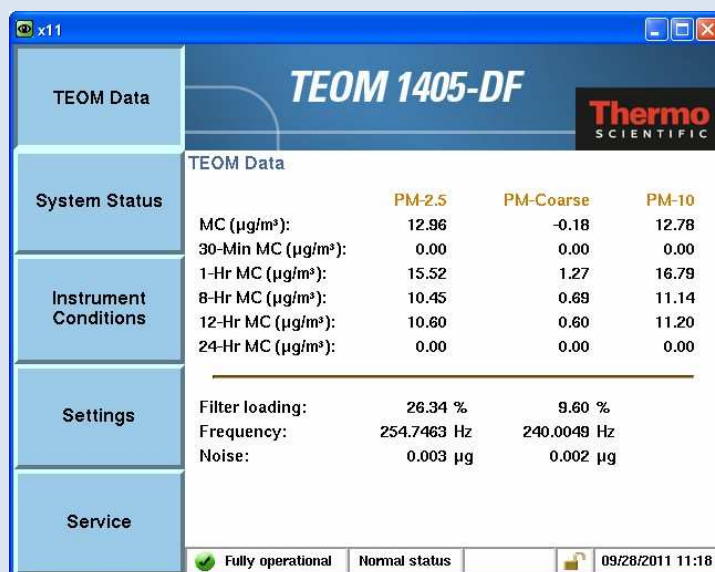 x11
TEOM Data
System Status
Instrument
Conditions
Settings
Service
TEOM 1405-DF
Thermo
SCIENTIFIC
TEOM Data
PM-2.5 PM-Coarse PM-10
MC (µg/m³): 12.96 -0.18 12.78
30-Min MC (µg/m³): 0.00 0.00 0.00
1-Hr MC (µg/m³): 15.52 1.27 16.79
8-Hr MC (µg/m³): 10.45 0.69 11.14
12-Hr MC (µg/m³): 10.60 0.60 11.20
24-Hr MC (µg/m³): 0.00 0.00 0.00
Filter loading: 26.34 % 9.60 %
Frequency: 254.7463 Hz 240.0049 Hz
Noise: 0.003 µg 0.002 µg
Fully operational Normal status 09/28/2011 11:18